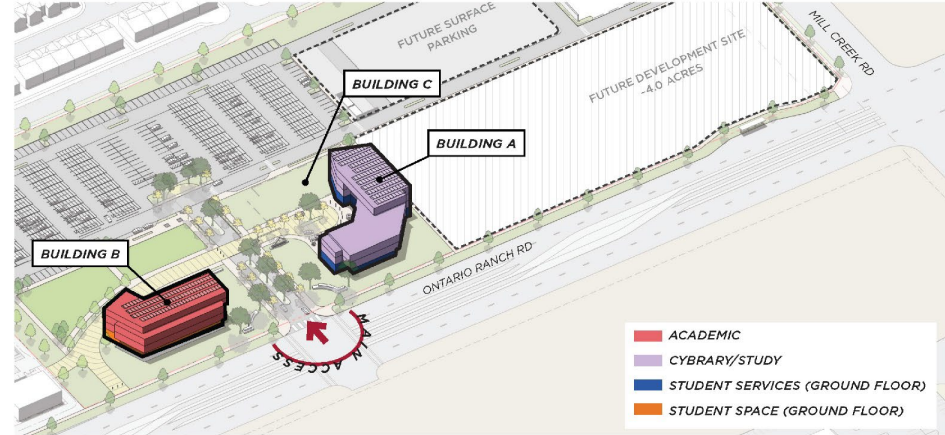 FUTURE SURFACE
PARKING
MILL CREEK RD
FUTURE DEVELOPMENT SITE
~4.0 ACRES
BUILDING C
BUILDING A
BUILDING B
ONTARIO RANCH RD
MAIN ACCESS
ACADEMIC
CYBRARY/STUDY
STUDENT SERVICES (GROUND FLOOR)
STUDENT SPACE (GROUND FLOOR)